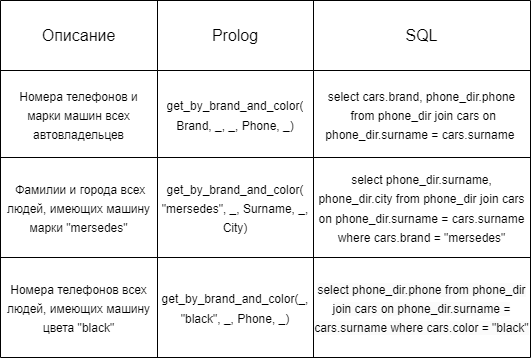 Описание
Prolog
SQL
Номера телефонов и
марки машин всех
автовладельцев
get_by_brand_and_color(
Brand, _, _, Phone, _)
select cars.brand, phone_dir.phone
from phone_dir join cars on
phone_dir.surname = cars.surname
Фамилии и города всех
людей, имеющих машину
марки "mersedes"
get_by_brand_and_color(
"mersedes", _, Surname, _,
City)
select phone_dir.surname,
phone_dir.city from phone_dir join cars
on phone_dir.surname = cars.surname
where cars.brand = "mersedes"
Номера телефонов всех
людей, имеющих машину
цвета "black"
get_by_brand_and_color(_,
"black", _, Phone, _)
select phone_dir.phone from phone_dir
join cars on phone_dir.surname =
cars.surname where cars.color = "black"